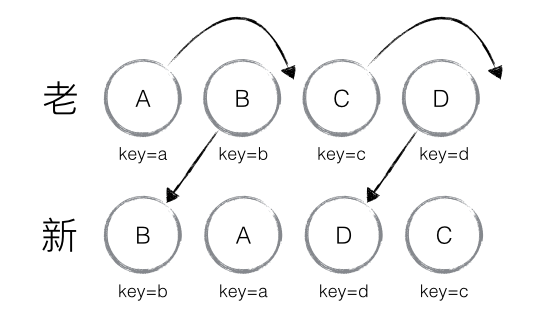 老 A B C D
key=a key=b key=c key=d
新 B A D C
key=b key=a key=d key=c